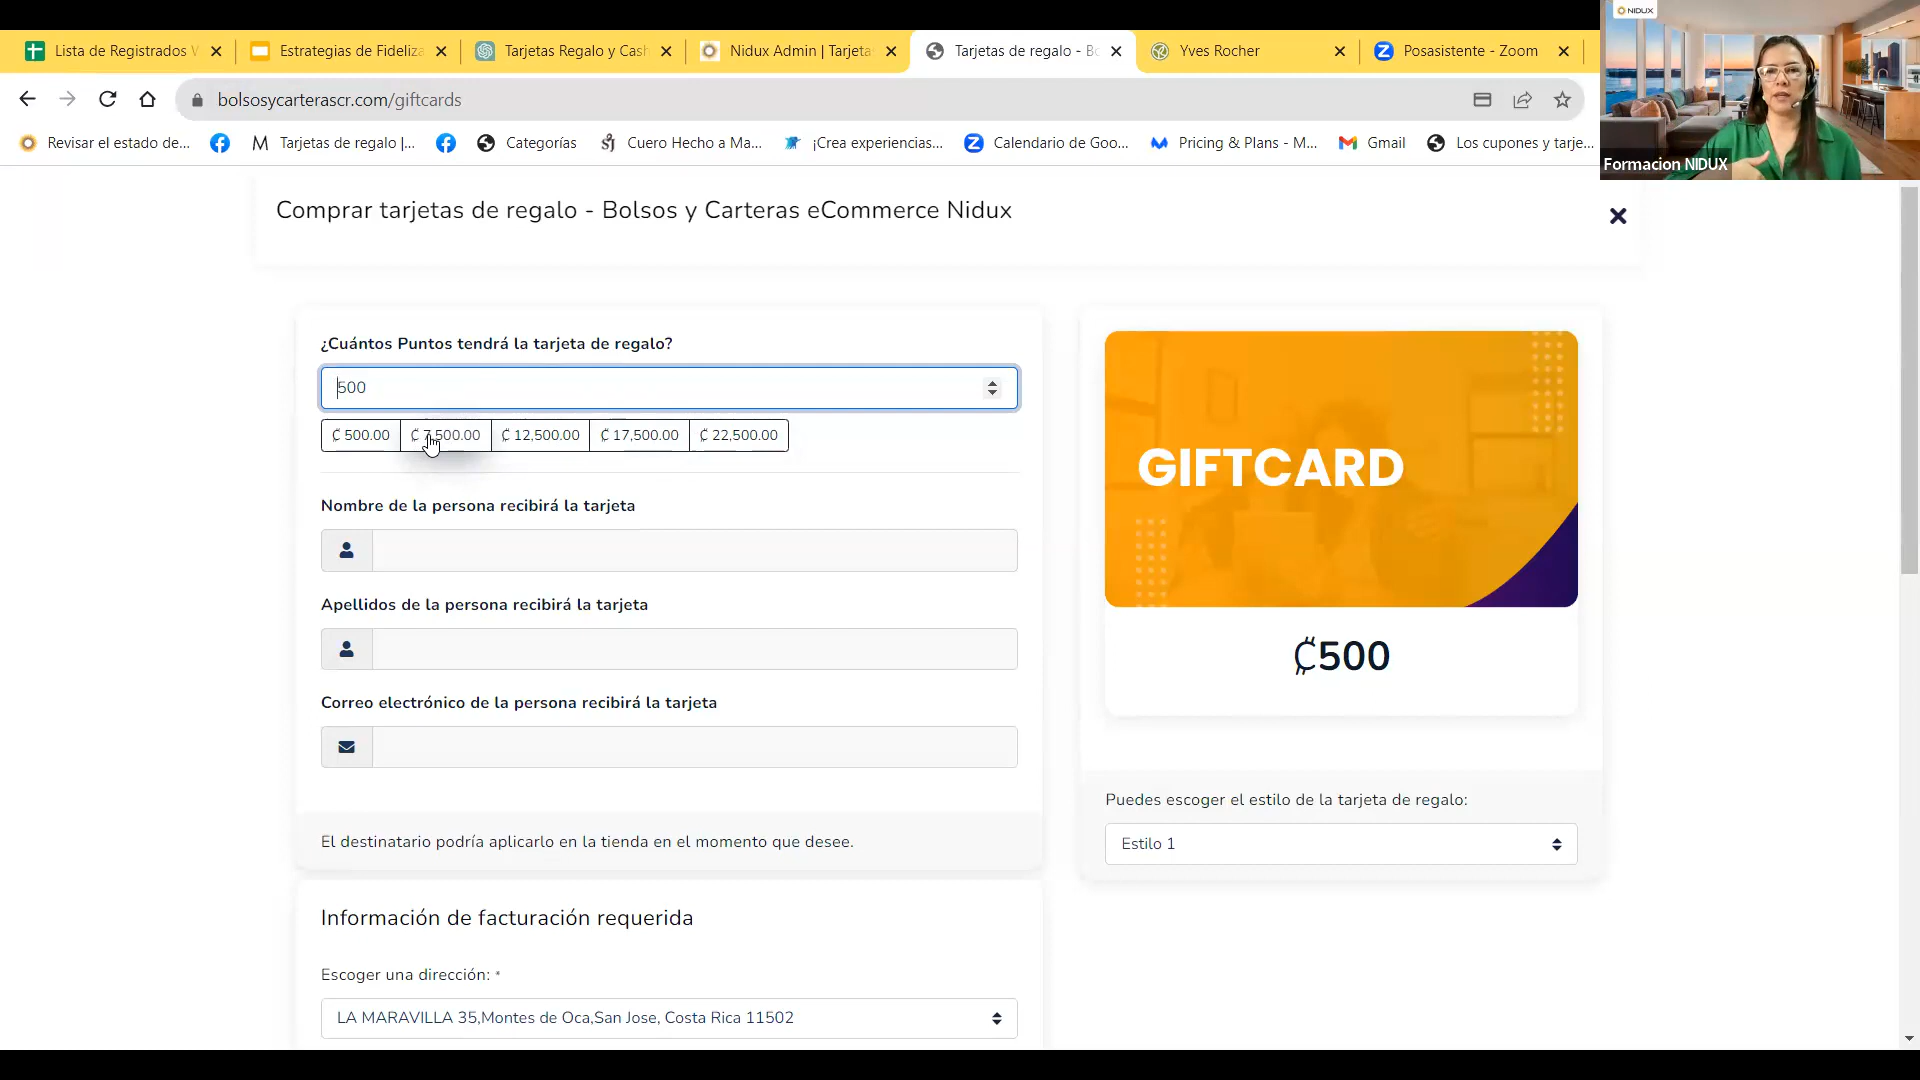 Lista de Registrados V
Estrategias de Fideliza
Tarjetas Regalo y Cash
Nidux Admin | Tarjeta
Tarjetas de regalo - Bo
Yves Rocher
Posasistente - Zoom
NIDUX
bolsosycarterascr.com/giftcards
Revisar el estado de...
Tarjetas de regalo |...
Categorías
Cuero Hecho a Ma...
¡Crea experiencias...
Calendario de Goo...
Pricing & Plans - M...
Gmail
Los cupones y tarje...
Formacion NIDUX
Comprar tarjetas de regalo - Bolsos y Carteras eCommerce Nidux
¿Cuántos Puntos tendrá la tarjeta de regalo?
500
₡ 500.00 ₡ 7,500.00 ₡ 12,500.00 ₡ 17,500.00 ₡ 22,500.00
Nombre de la persona recibirá la tarjeta
Apellidos de la persona recibirá la tarjeta
Correo electrónico de la persona recibirá la tarjeta
El destinatario podría aplicarlo en la tienda en el momento que desee.
GIFTCARD
₡500
Puedes escoger el estilo de la tarjeta de regalo:
Estilo 1
Información de facturación requerida
Escoger una dirección: *
LA MARAVILLA 35,Montes de Oca,San Jose, Costa Rica 11502